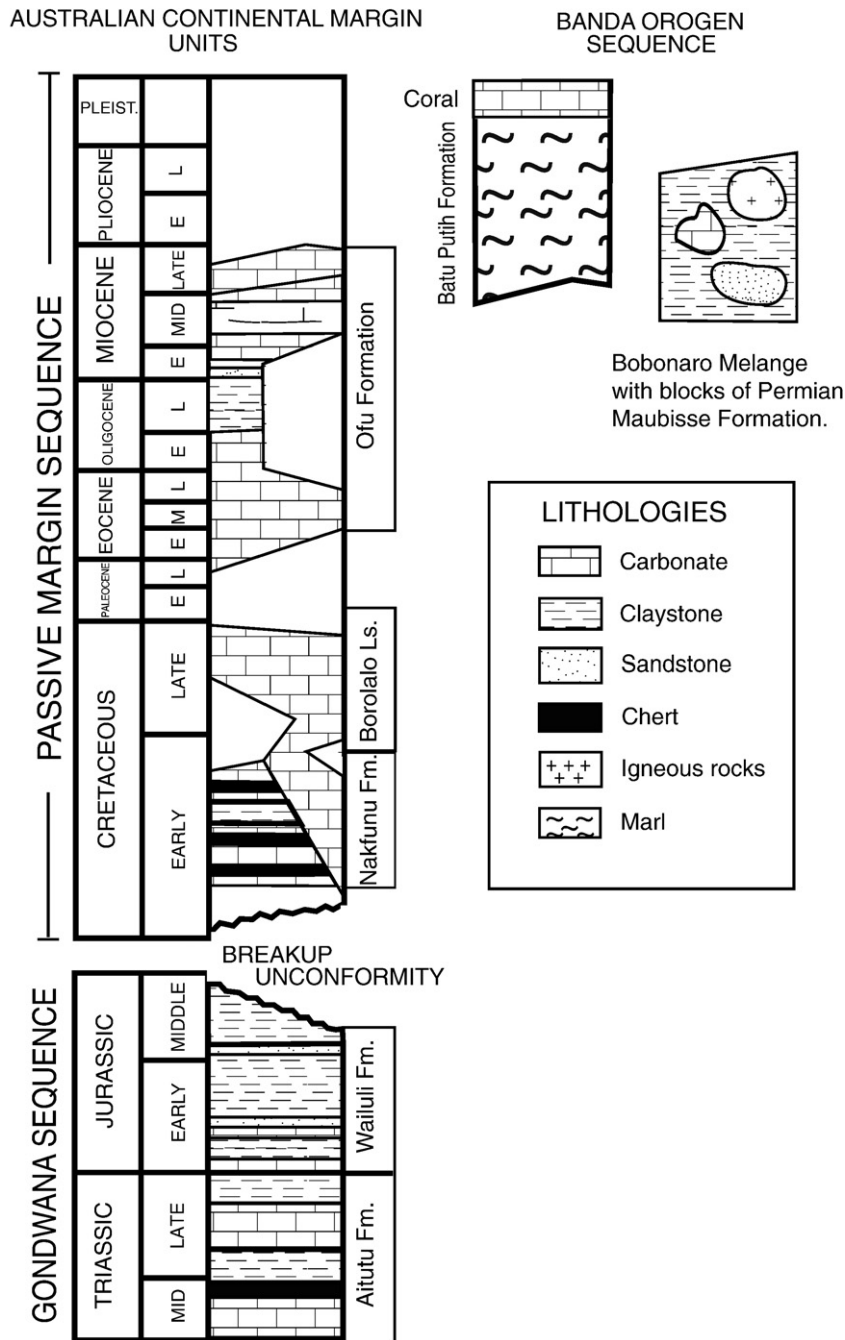 AUSTRALIAN CONTINENTAL MARGIN
UNITS
BANDA OROGEN
SEQUENCE
PASSIVE MARGIN SEQUENCE
PLEIST.
PLIOCENE
L
E
MIOCENE
LATE
MID
E
OLIGOCENE
L
E
EOCENE
L
M
E
PALEOCENE
L
E
CRETACEOUS
LATE
EARLY
Ofu Formation
Borolalo Ls.
Nakfunu Fm.
Coral
Batu Putih Formation
Bobonaro Melange
with blocks of Permian
Maubisse Formation.
LITHOLOGIES
Carbonate
Claystone
Sandstone
Chert
Igneous rocks
Marl
BREAKUP
UNCONFORMITY
GONDWANA SEQUENCE
JURASSIC
MIDDLE
EARLY
TRIASSIC
LATE
MID
Wailuli Fm.
Aitutu Fm.